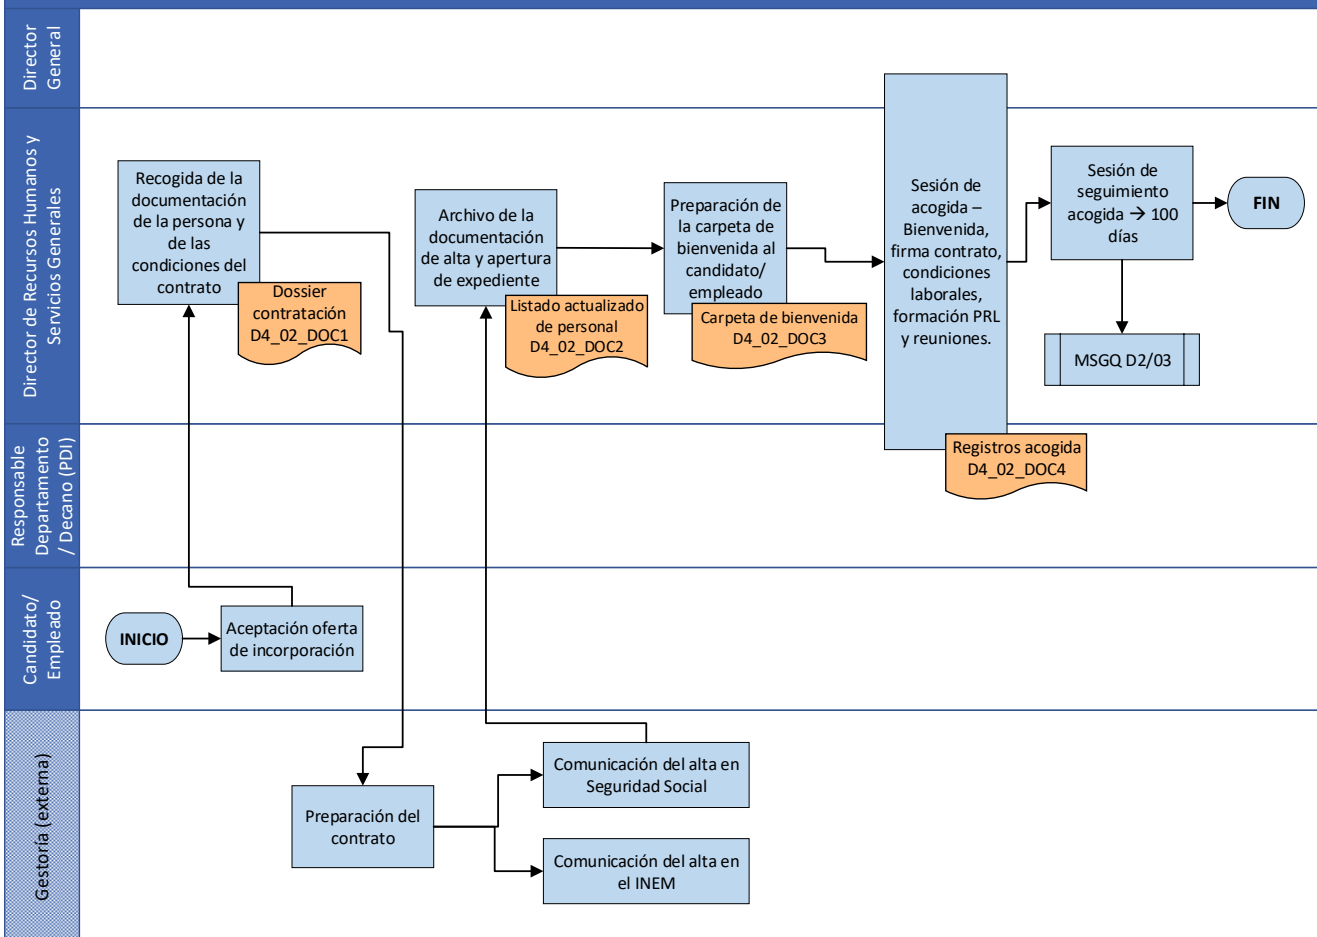 Director
General
Director de Recursos Humanos y
Servicios Generales
Recogida de la
documentación
de la persona y
de las
condiciones del
contrato
Dossier
contratación
D4_02_DOC1
Archivo de la
documentación
de alta y apertura
de expediente
Listado actualizado
de personal
D4_02_DOC2
Preparación de
la carpeta de
bienvenida al
candidato/
empleado
Carpeta de bienvenida
D4_02_DOC3
Sesión de
acogida –
Bienvenida,
firma contrato,
condiciones
laborales,
formación PRL
y reuniones.
Sesión de
seguimiento
acogida → 100
días
FIN
MSGQ D2/03
Responsable
Departamento
/ Decano (PDI)
Registros acogida
D4_02_DOC4
Candidato/
Empleado
INICIO
Aceptación oferta
de incorporación
Gestoría (externa)
Preparación del
contrato
Comunicación del alta en
Seguridad Social
Comunicación del alta en
el INEM